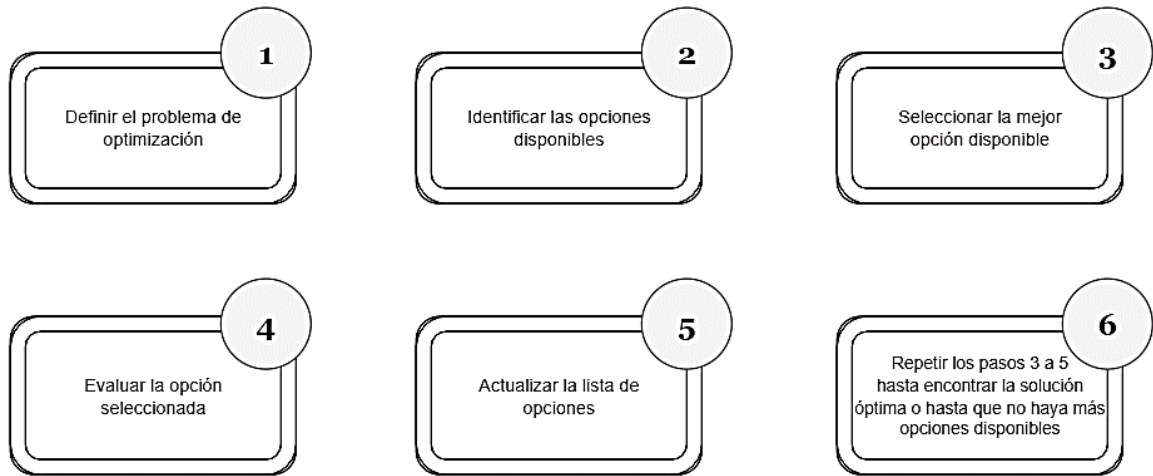 1
Definir el problema de
optimización
2
Identificar las opciones
disponibles
3
Seleccionar la mejor
opción disponible
4
Evaluar la opción
seleccionada
5
Actualizar la lista de
opciones
6
Repetir los pasos 3 a 5
hasta encontrar la solución
óptima o hasta que no haya más
opciones disponibles